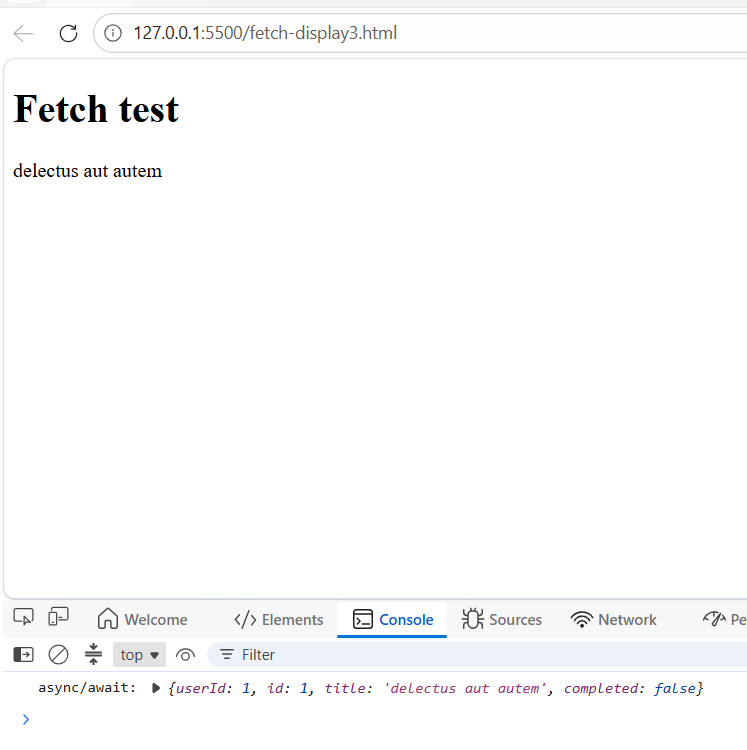 127.0.0.1:5500/fetch-display3.html
Fetch test
delectus aut autem
Welcome </> Elements Console Sources Network
top Filter
async/await: {userId: 1, id: 1, title: 'delectus aut autem', completed: false}